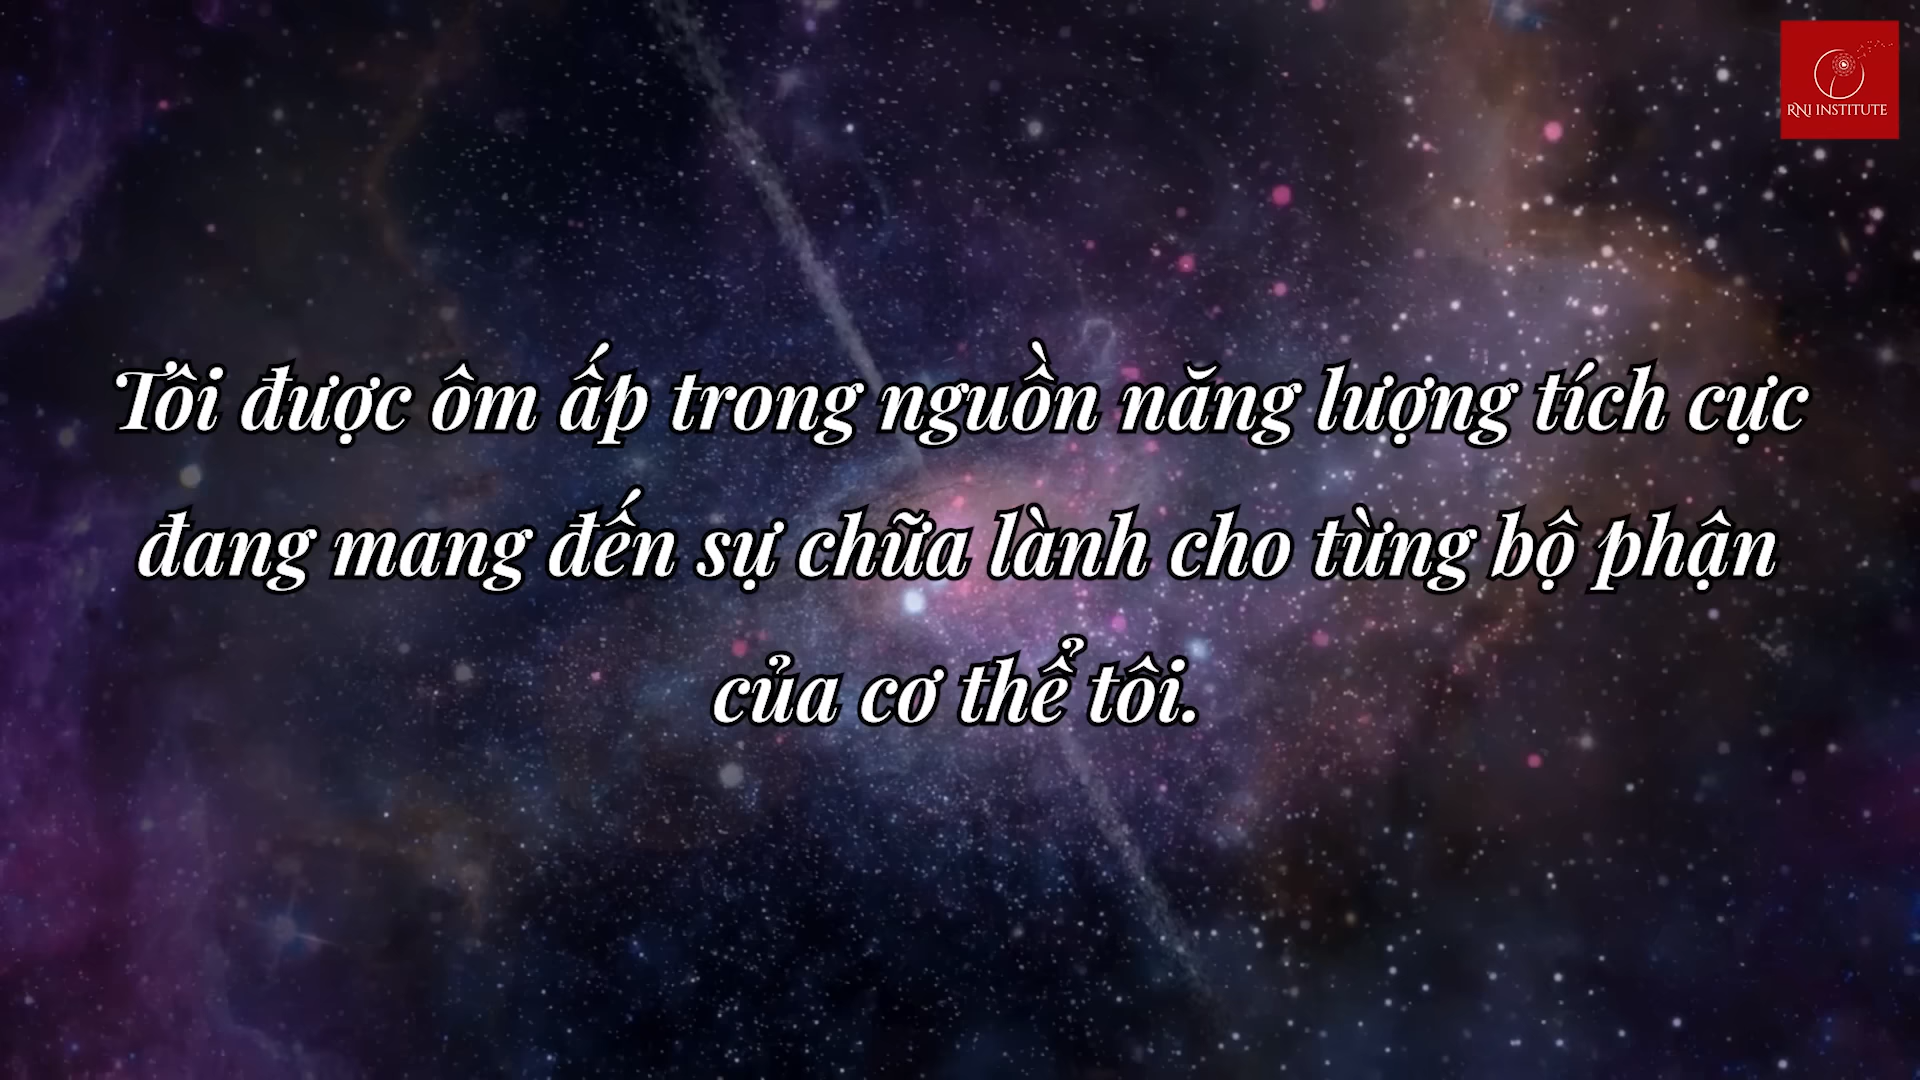 RNI INSTITUTE
Tôi được ôm ấp trong nguồn năng lượng tích cực
đang mang đến sự chữa lành cho từng bộ phận
của cơ thể tôi.